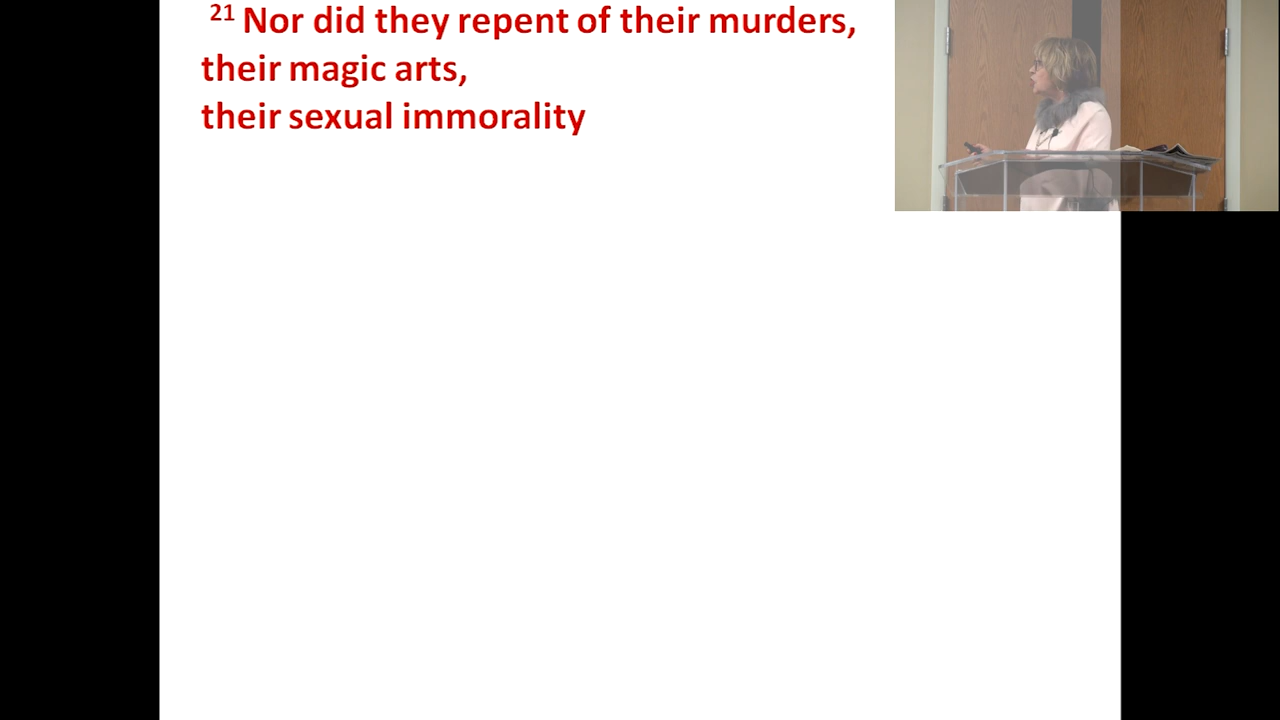 21 Nor did they repent of their murders,
their magic arts,
their sexual immorality